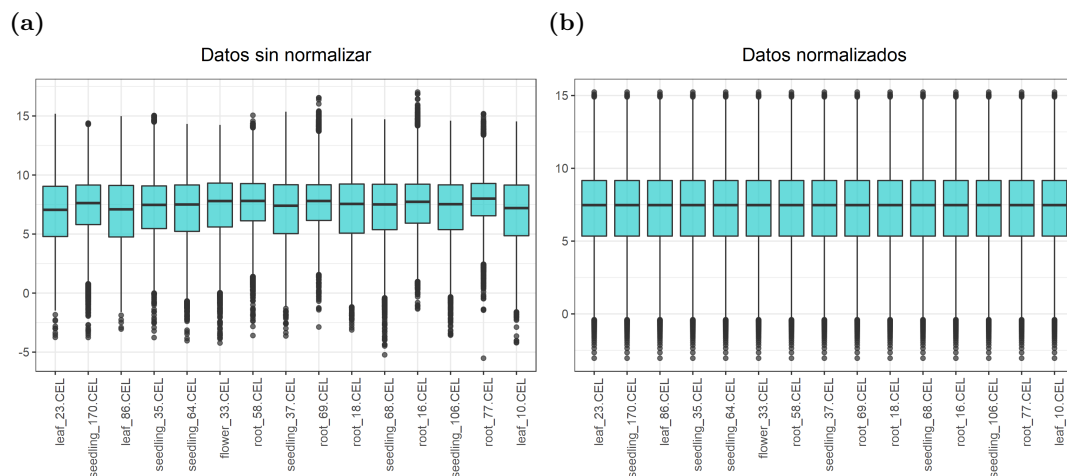 (a)
Datos sin normalizar
15
10
5
0
-5
leaf_23.CEL
seedling_170.CEL
leaf_86.CEL
seedling_35.CEL
seedling_64.CEL
flower_33.CEL
root_58.CEL
seedling_37.CEL
root_69.CEL
root_18.CEL
seedling_68.CEL
root_16.CEL
seedling_106.CEL
root_77.CEL
leaf_10.CEL
(b)
Datos normalizados
15
10
5
0
leaf_23.CEL
seedling_170.CEL
leaf_86.CEL
seedling_35.CEL
seedling_64.CEL
flower_33.CEL
root_58.CEL
seedling_37.CEL
root_69.CEL
root_18.CEL
seedling_68.CEL
root_16.CEL
seedling_106.CEL
root_77.CEL
leaf_10.CEL